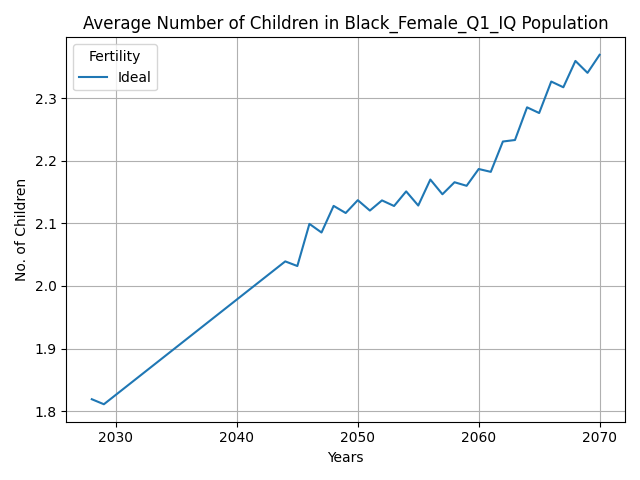 Average Number of Children in Black_Female_Q1_IQ Population
Fertility
Ideal
No. of Children
2.3
2.2
2.1
2.0
1.9
1.8
2030 2040 2050 2060 2070
Years